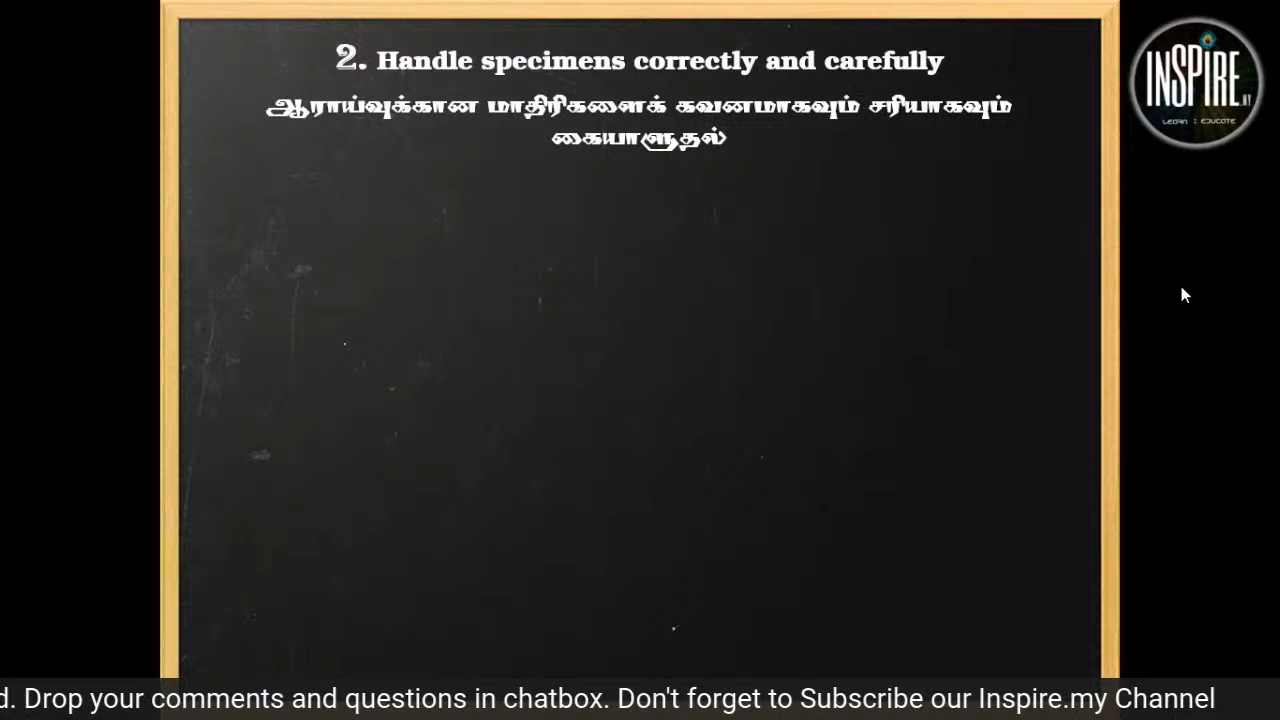 2. Handle specimens correctly and carefully
ஆராய்வுக்கான மாதிரிகளைக் கவனமாகவும் சரியாகவும்
கையாளுதல்
INSPIRE.MY
LEARN : EDUCATE
d. Drop your comments and questions in chatbox. Don't forget to Subscribe our Inspire.my Channel